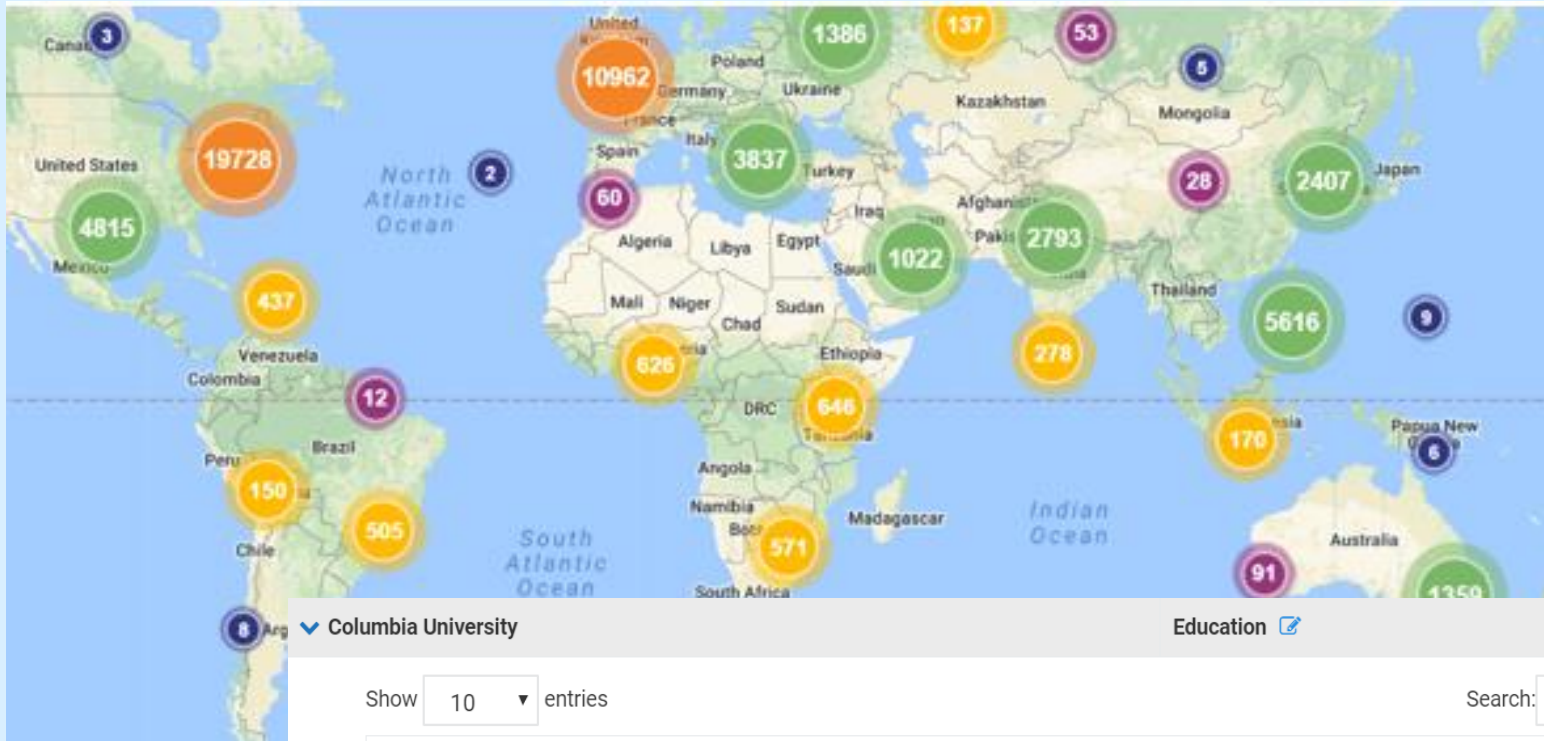 3
Canada
United
1386
137
53
5
10962
Poland
Germany
Ukraine
Kazakhstan
Mongolia
France
Italy
United States
19728
North
Atlantic
Ocean
2
Spain
3837
Turkey
28
2407
Japan
60
4815
Iraq
Algeria
Libya
Egypt
2793
1022
Saudi
Mexico
437
Mali
Niger
Chad
Sudan
Thailand
5616
9
Venezuela
626
Ethiopia
278
Colombia
12
DRC
646
Tanzania
170
Papua New
6
Brazil
Peru
150
Angola
505
Namibia
571
Madagascar
Indian
Ocean
Australia
South
Atlantic
Ocean
Chile
91
South Africa
1359
8
Arg
Columbia University
Education
Show 10 entries
Search: